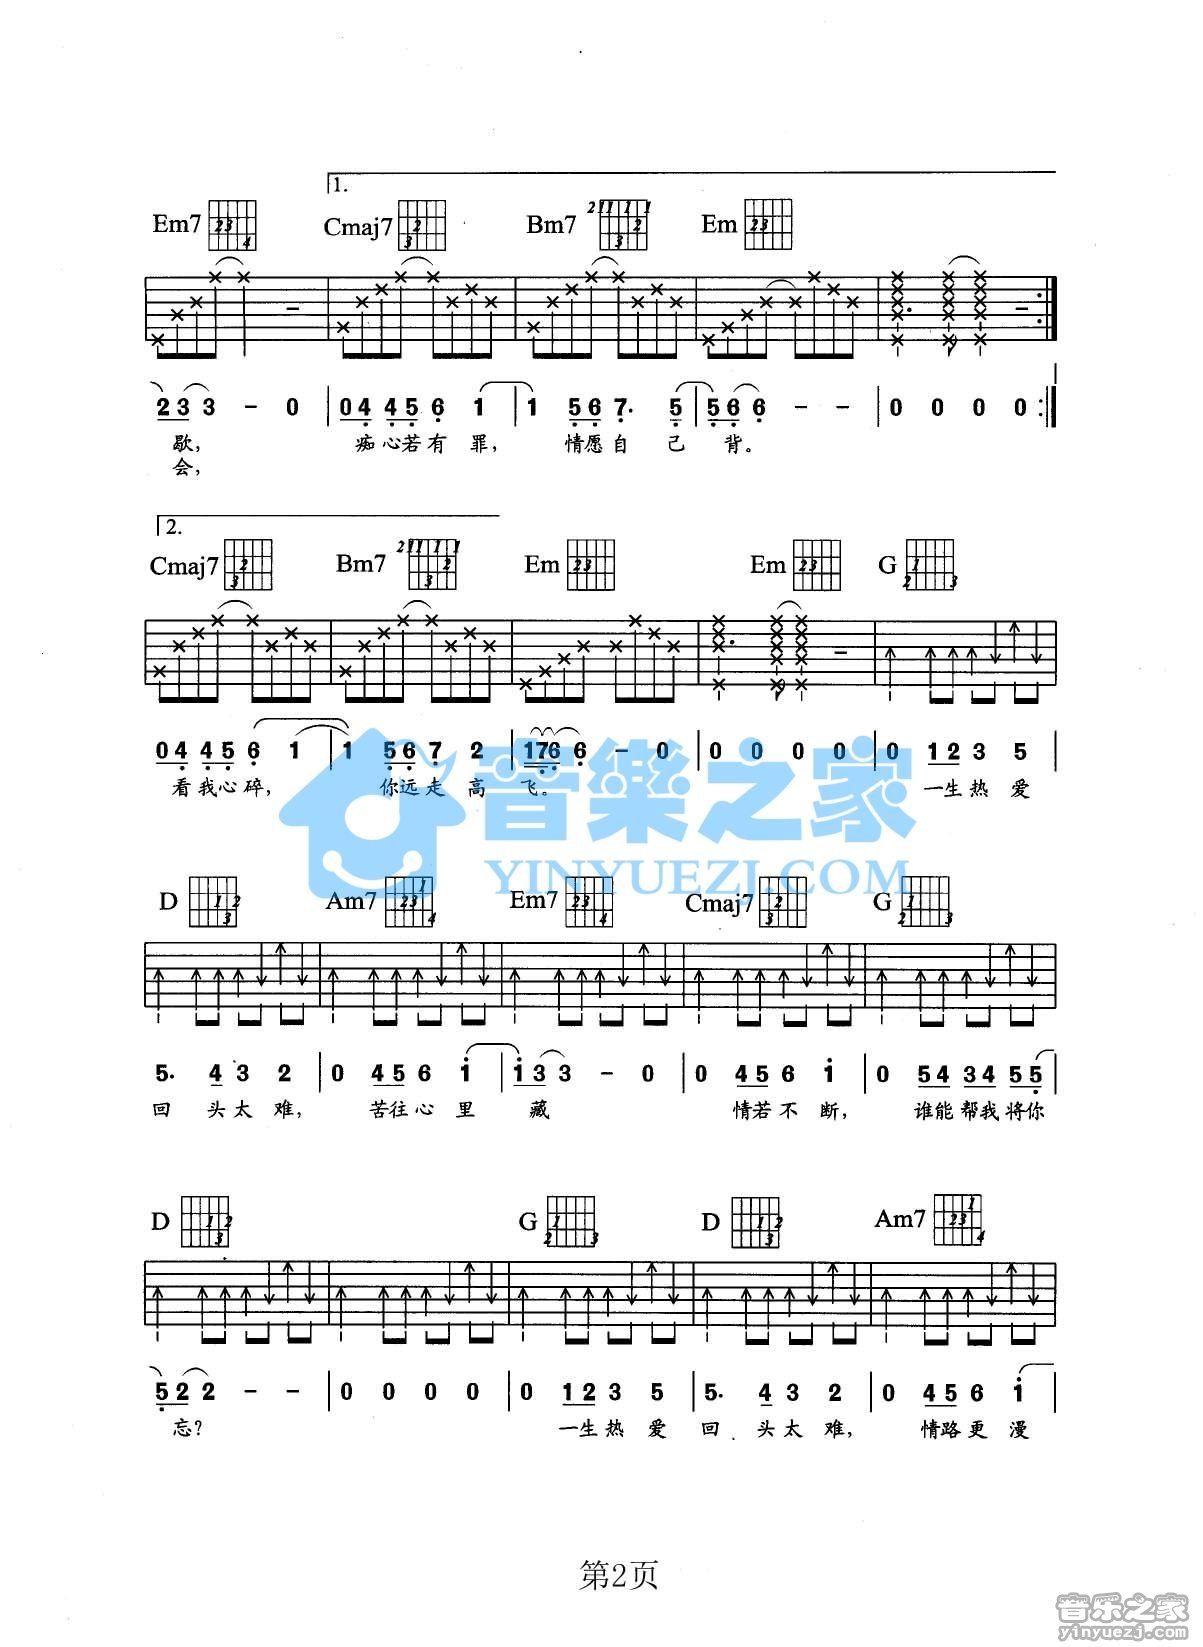 1.
Em7 Cmaj7 Bm7 Em
2 3 3 - 0 | 0 4 4 5 6 1 | 1 5 6 7. 5 | 5 6 6 - - | 0 0 0 0 :|
歇, 痴心若有罪, 情愿自己背。
会,
2.
Cmaj7 Bm7 Em Em G
0 4 4 5 6 1 | 1 5 6 7 2 | 1 7 6 6 - 0 | 0 0 0 0 | 0 1 2 3 5
看我心碎, 你远走高飞。 一生热爱
音樂之家
YINYUEZJ.COM
D Am7 Em7 Cmaj7 G
5. 4 3 2 | 0 4 5 6 1 | 1 3 3 - 0 | 0 4 5 6 1 | 0 5 4 3 4 5 5
回头太难, 苦往心里藏 情若不断, 谁能帮我将你
D G D Am7
5 2 2 - - | 0 0 0 0 | 0 1 2 3 5 | 5. 4 3 2 | 0 4 5 6 1
忘? 一生热爱回头太难, 情路更漫
第2页
音乐之家
yinyuezj.com